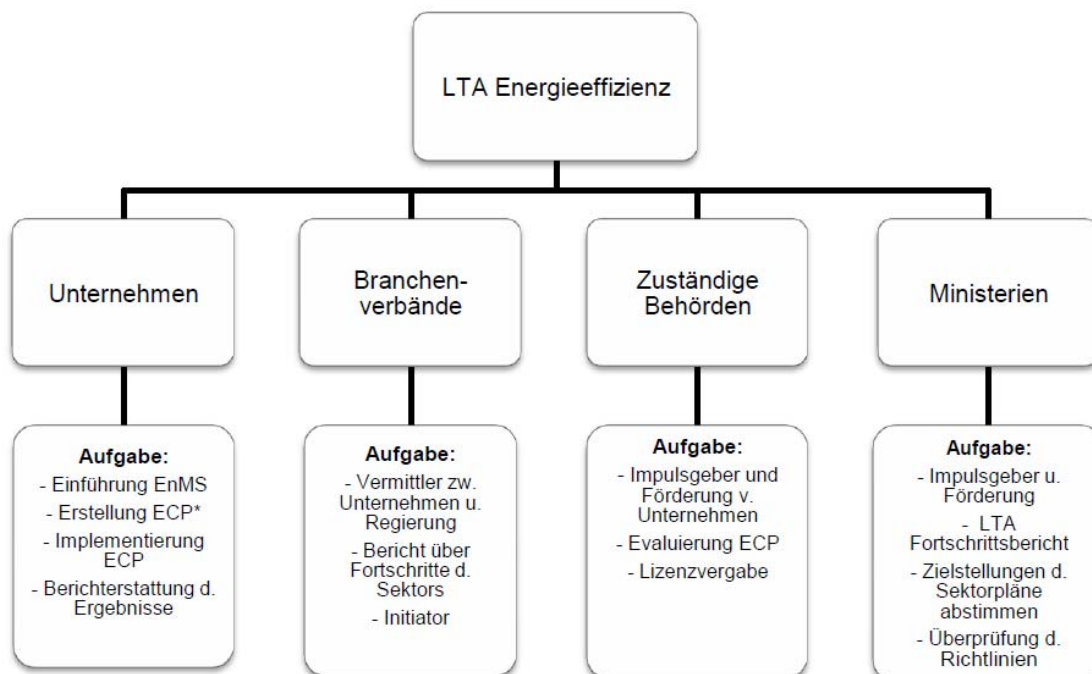 LTA Energieeffizienz
Unternehmen
Branchen-
verbände
Zuständige
Behörden
Ministerien
Aufgabe:
- Einführung EnMS
- Erstellung ECP*
- Implementierung
ECP
- Berichterstattung d.
Ergebnisse
Aufgabe:
- Vermittler zw.
Unternehmen u.
Regierung
- Bericht über
Fortschritte d.
Sektors
- Initiator
Aufgabe:
- Impulsgeber und
Förderung v.
Unternehmen
- Evaluierung ECP
- Lizenzvergabe
Aufgabe:
- Impulsgeber u.
Förderung
- LTA
Fortschrittsbericht
- Zielstellungen d.
Sektorpläne
abstimmen
- Überprüfung d.
Richtlinien